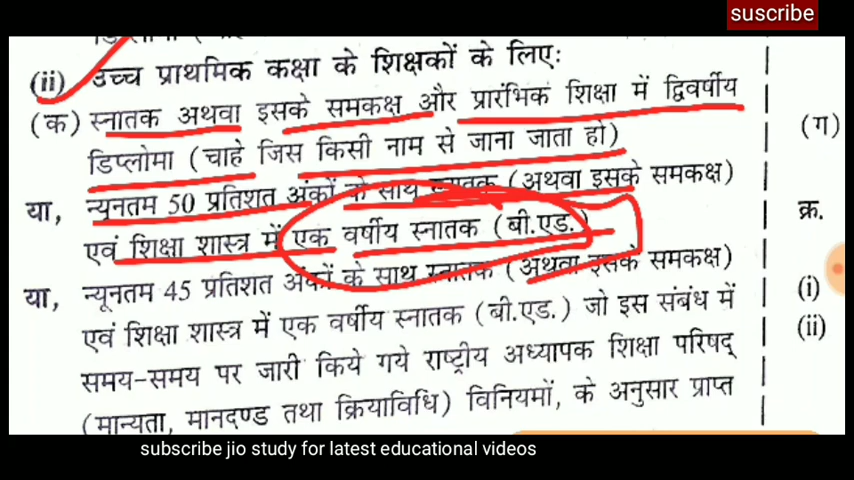 suscribe
(ii) उच्च प्राथमिक कक्षा के शिक्षकों के लिए:
(क) स्नातक अथवा इसके समकक्ष और प्रारंभिक शिक्षा में द्विवर्षीय
डिप्लोमा (चाहे जिस किसी नाम से जाना जाता हो)
या, न्यूनतम 50 प्रतिशत अंकों के साथ स्नातक (अथवा इसके समकक्ष)
एवं शिक्षा शास्त्र में एक वर्षीय स्नातक (बी.एड.)
या, न्यूनतम 45 प्रतिशत अंकों के साथ स्नातक (अथवा इसके समकक्ष)
एवं शिक्षा शास्त्र में एक वर्षीय स्नातक (बी.एड.) जो इस संबंध में
समय-समय पर जारी किये गये राष्ट्रीय अध्यापक शिक्षा परिषद्
(मान्यता, मानदण्ड तथा क्रियाविधि) विनियमों, के अनुसार प्राप्त
(ग)
क्र.
(i)
(ii)
subscribe jio study for latest educational videos